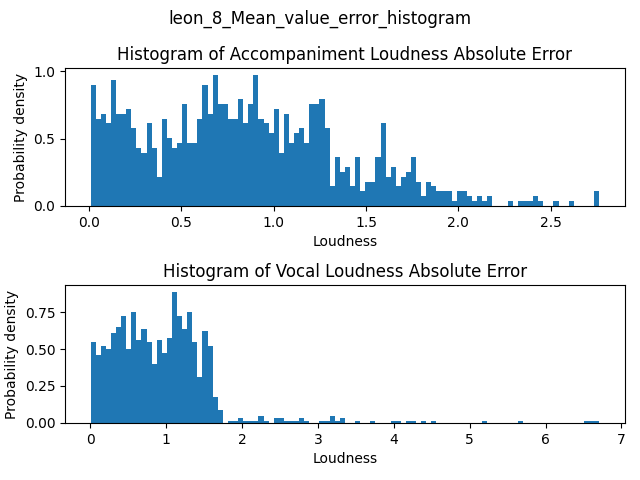 leon_8_Mean_value_error_histogram
Histogram of Accompaniment Loudness Absolute Error
Probability density
1.0
0.5
0.0
0.0 0.5 1.0 1.5 2.0 2.5
Loudness
Histogram of Vocal Loudness Absolute Error
Probability density
0.75
0.50
0.25
0.00
0 1 2 3 4 5 6 7
Loudness